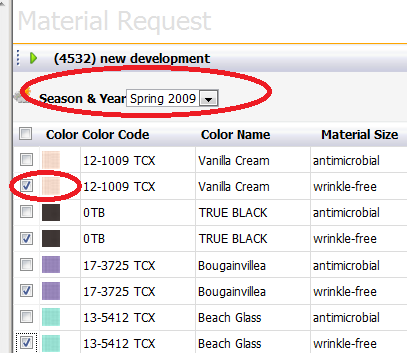 Material Request
(4532) new development
Season & Year Spring 2009
Color Color Code Color Name Material Size
12-1009 TCX Vanilla Cream antimicrobial
12-1009 TCX Vanilla Cream wrinkle-free
0TB TRUE BLACK antimicrobial
0TB TRUE BLACK wrinkle-free
17-3725 TCX Bougainvillea antimicrobial
17-3725 TCX Bougainvillea wrinkle-free
13-5412 TCX Beach Glass antimicrobial
13-5412 TCX Beach Glass wrinkle-free